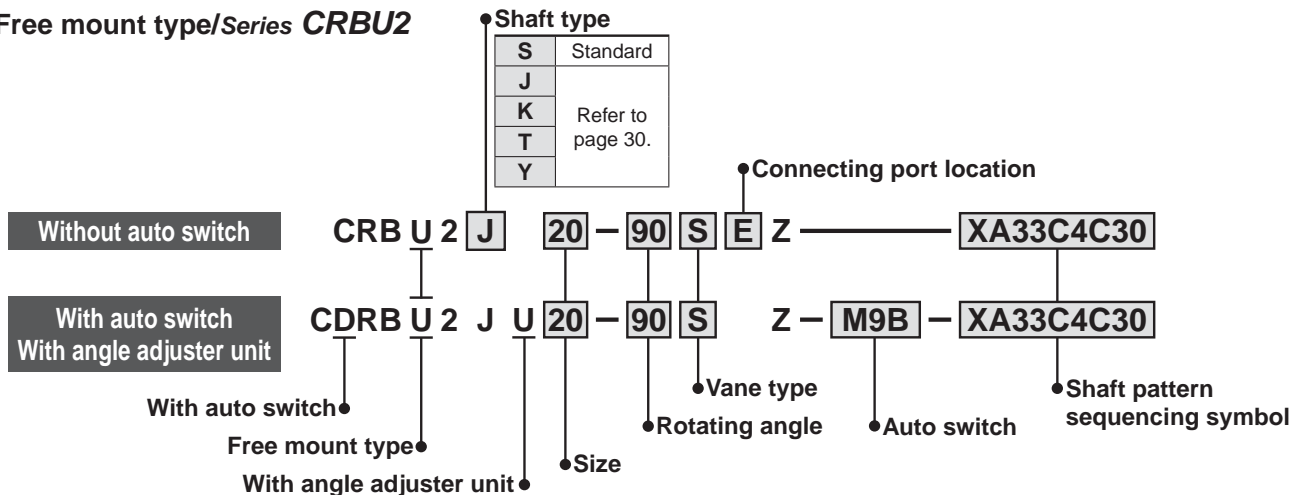 Free mount type/Series CRBU2
Shaft type
S Standard
J
K
T
Y
Refer to
page 30.
Connecting port location
Without auto switch CRB U 2 J 20 – 90 S E Z – XA33C4C30
With auto switch
With angle adjuster unit
CDRB U 2 J U 20 – 90 S Z – M9B – XA33C4C30
With auto switch
Free mount type
With angle adjuster unit
Size
Rotating angle
Vane type
Auto switch
Shaft pattern
sequencing symbol